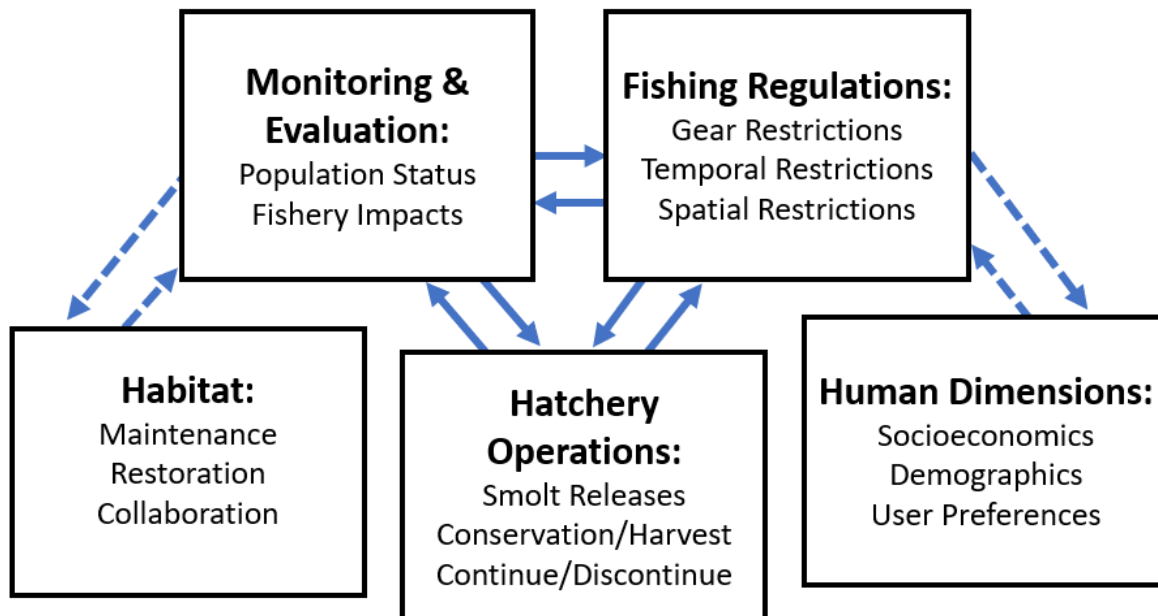 Monitoring &
Evaluation:
Population Status
Fishery Impacts
Fishing Regulations:
Gear Restrictions
Temporal Restrictions
Spatial Restrictions
Habitat:
Maintenance
Restoration
Collaboration
Hatchery
Operations:
Smolt Releases
Conservation/Harvest
Continue/Discontinue
Human Dimensions:
Socioeconomics
Demographics
User Preferences